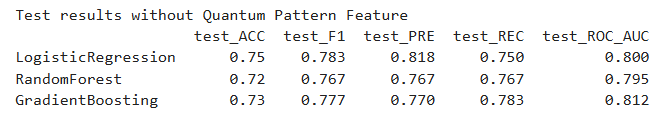 Test results without Quantum Pattern Feature
test_ACC test_F1 test_PRE test_REC test_ROC_AUC
LogisticRegression 0.75 0.783 0.818 0.750 0.800
RandomForest 0.72 0.767 0.767 0.767 0.795
GradientBoosting 0.73 0.777 0.770 0.783 0.812